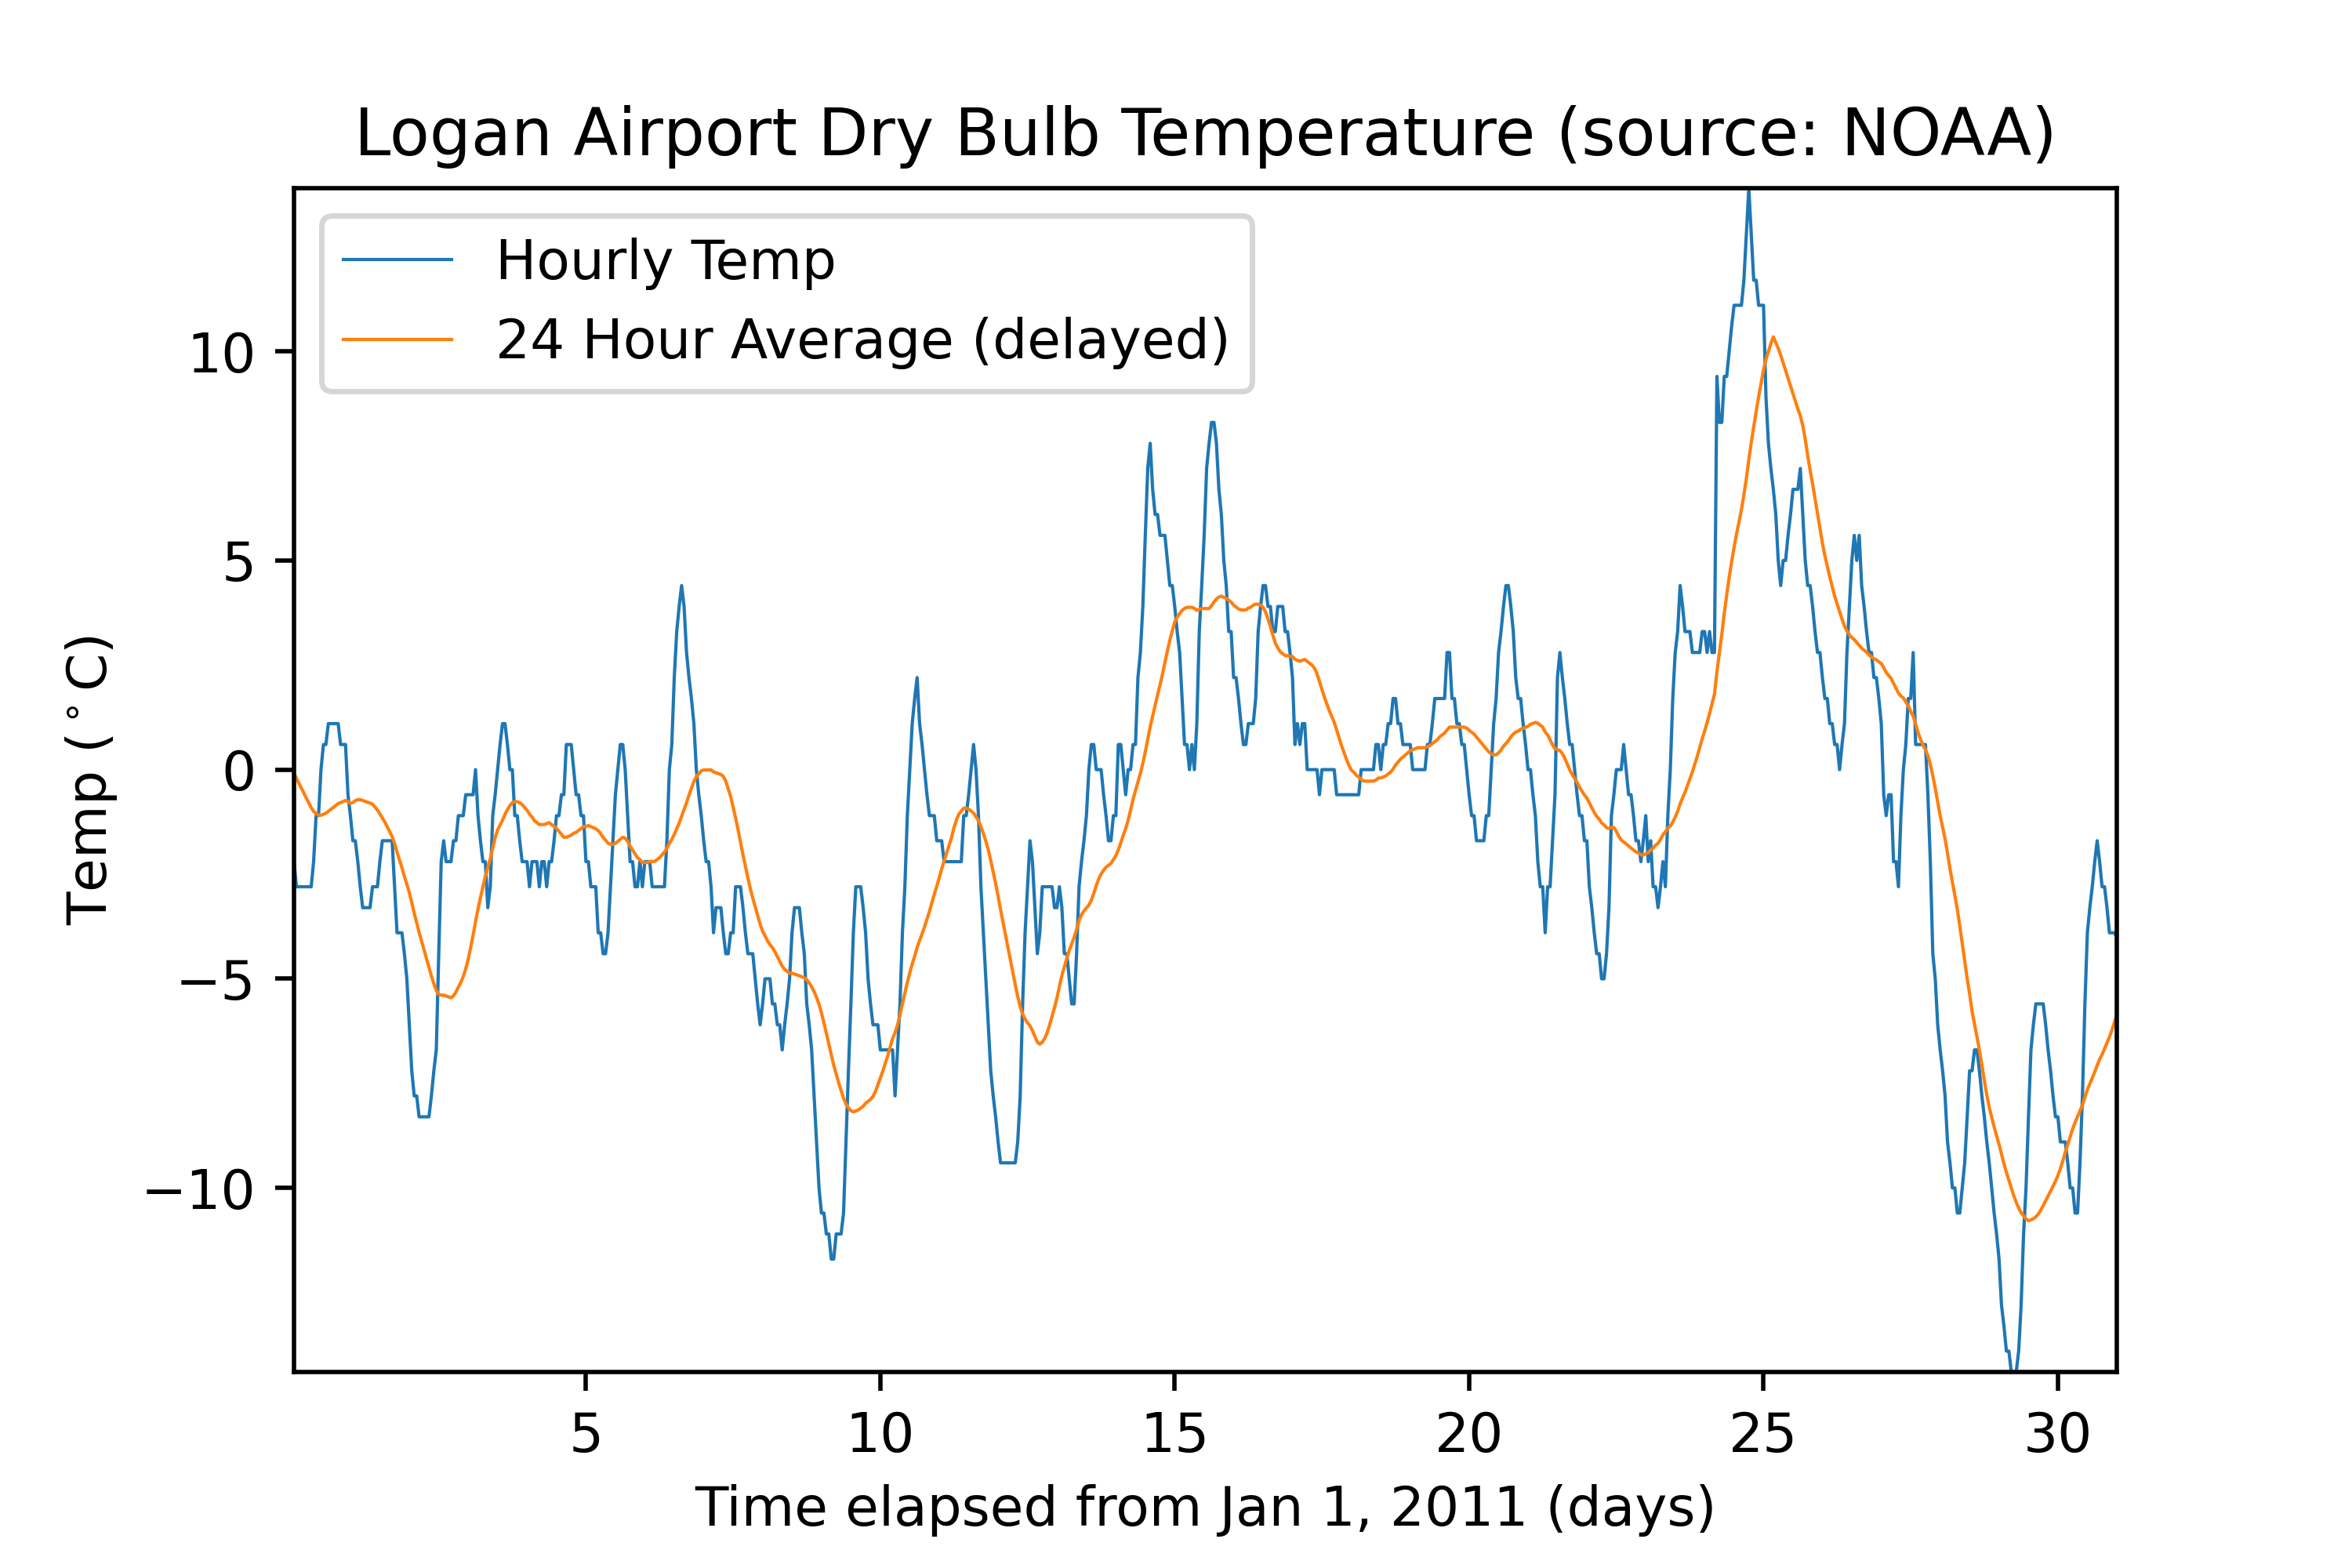 Logan Airport Dry Bulb Temperature (source: NOAA)
Hourly Temp
24 Hour Average (delayed)
10
5
0
−5
−10
Temp (°C)
5 10 15 20 25 30
Time elapsed from Jan 1, 2011 (days)